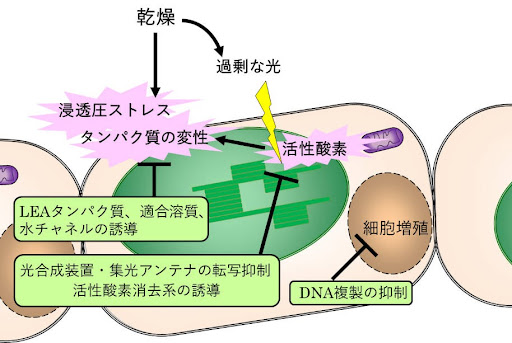 乾燥
過剰な光
浸透圧ストレス
タンパク質の変性
活性酸素
LEAタンパク質、適合溶質、
水チャネルの誘導
細胞増殖
光合成装置・集光アンテナの転写抑制
活性酸素消去系の誘導
DNA複製の抑制